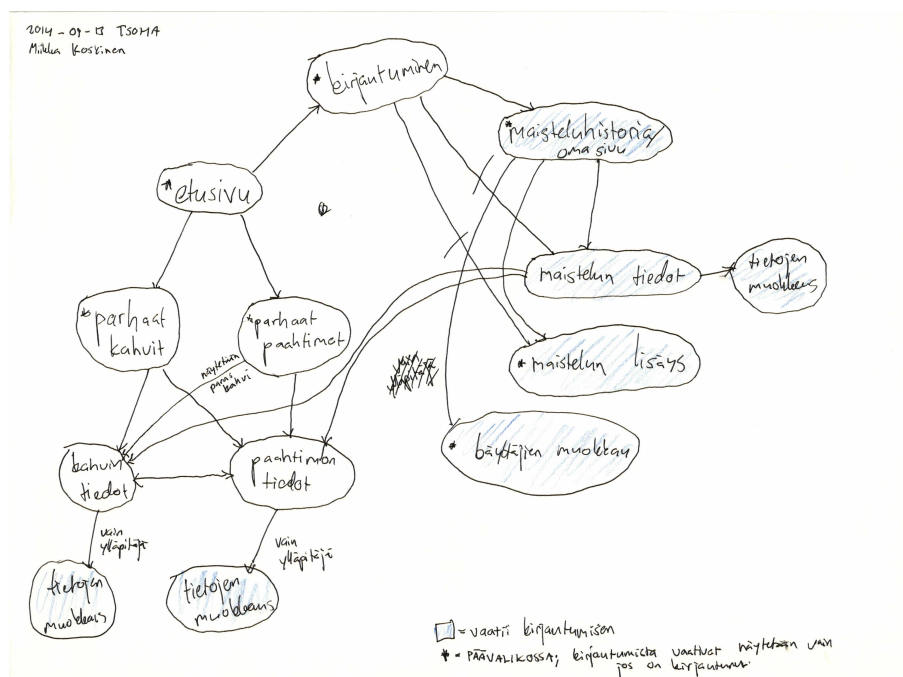 2014-09-13 TSOHA
Miikka Koskinen
* kirjautuminen
* maisteluhistoria,
oma sivu
* etusivu
maistelun tiedot
tietojen
muokkaus
* parhaat
kahvit
* parhaat
paahtimot
näytetään
paras
kahvi
* maistelun lisäys
* käyttäjien muokkau
kahvin
tiedot
paahtimon
tiedot
vain
ylläpitäjä
vain
ylläpitäjä
tietojen
muokkaus
tietojen
muokkaus
= vaatii kirjautumisen
* = PÄÄVALIKOSSA; kirjautumista vaativat näytetään vain
jos on kirjautunut.